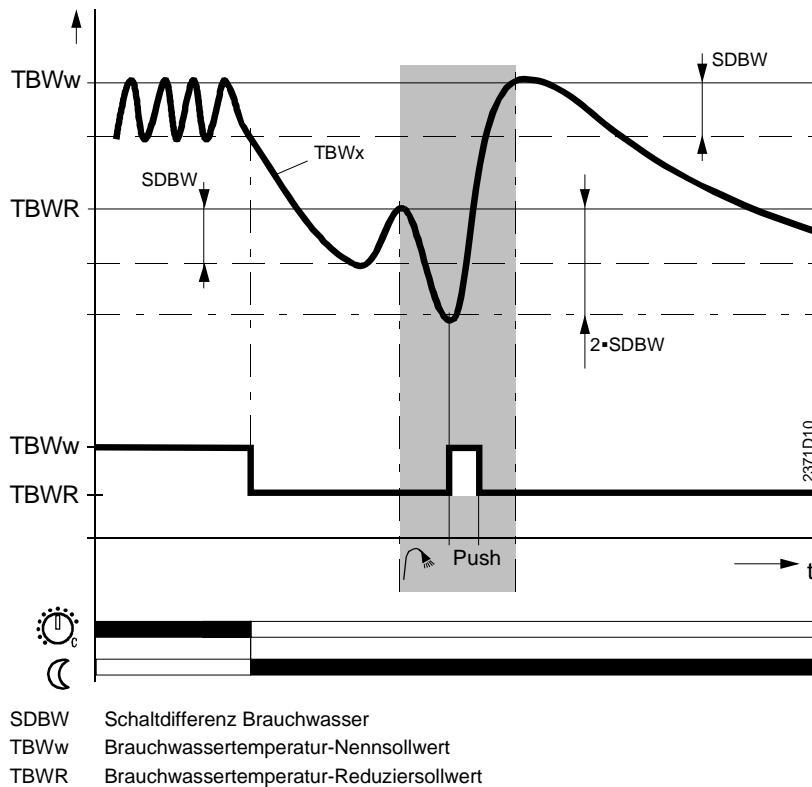 TBWw
SDBW
TBWx
SDBW
TBWR
2▪SDBW
TBWw
TBWR
2371D10
Push
t
C
SDBW Schaltdifferenz Brauchwasser
TBWw Brauchwassertemperatur-Nennsollwert
TBWR Brauchwassertemperatur-Reduziersollwert